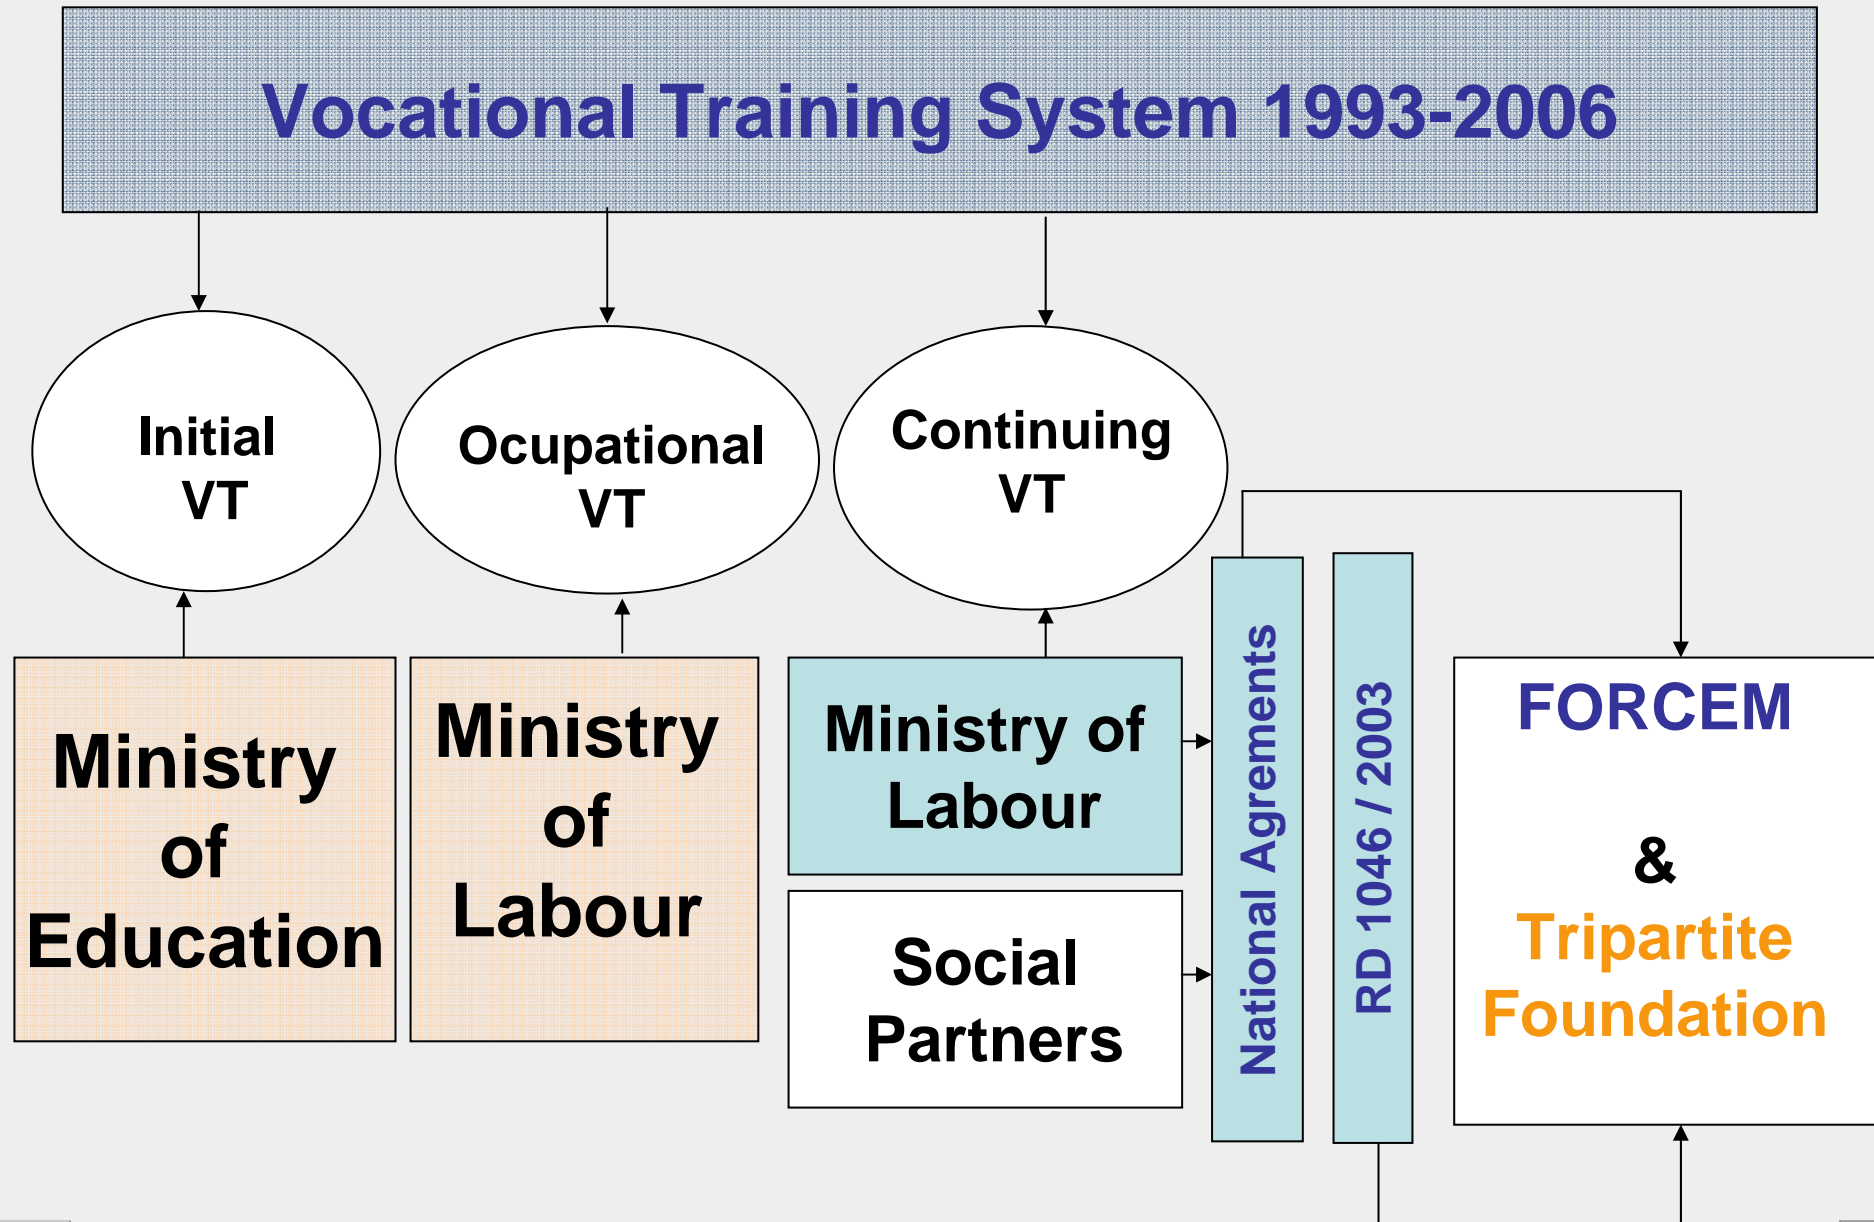 Vocational Training System 1993-2006
Initial
VT
Ocupational
VT
Continuing
VT
Ministry
of
Education
Ministry
of
Labour
Ministry of
Labour
Social
Partners
National Agrements
RD 1046 / 2003
FORCEM
&
Tripartite
Foundation